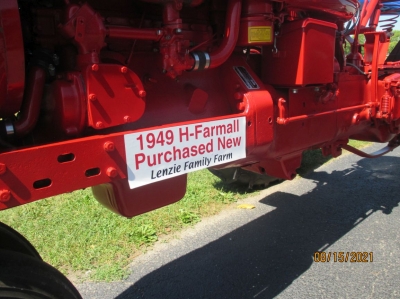 1949 H-Farmall
Purchased New
Lenzie Family Farm
08/15/2021